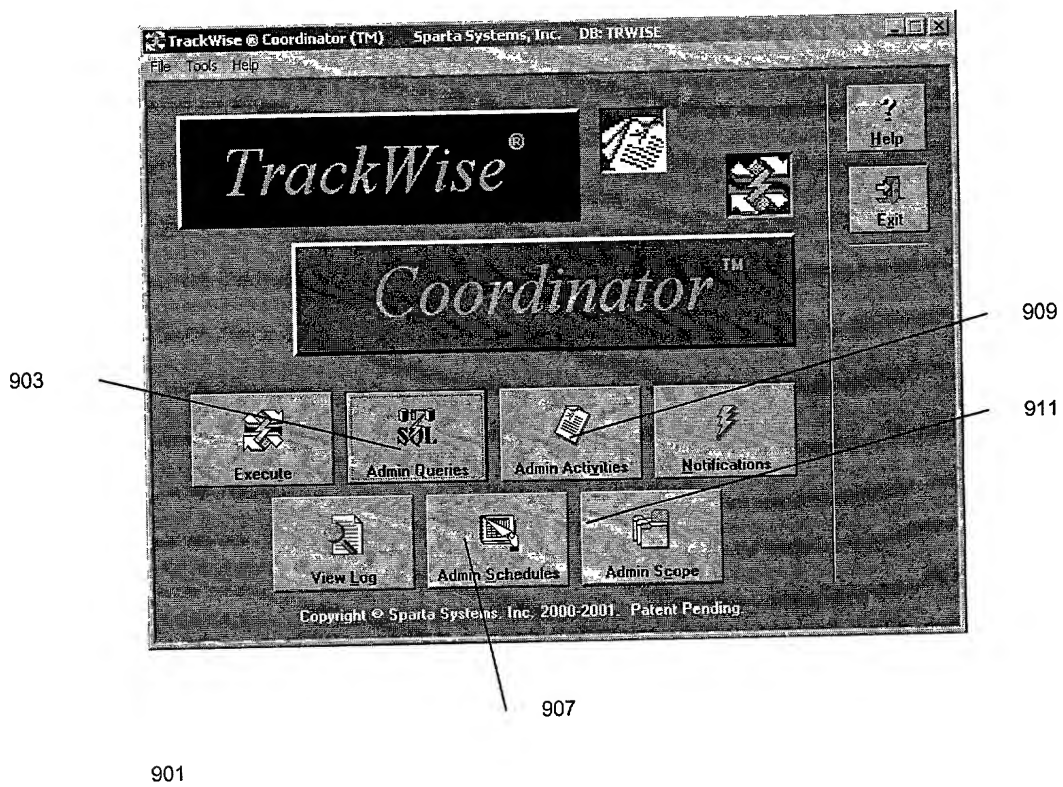 TrackWise ® Coordinator (TM) Sparta Systems, Inc. DB: TRWISE
File Tools Help
TrackWise®
? Help
Exit
Coordinator™
909
903
911
Execute
SQL
Admin Queries
Admin Activities
Notifications
View Log
Admin Schedules
Admin Scope
Copyright © Sparta Systems, Inc. 2000-2001. Patent Pending.
907
901